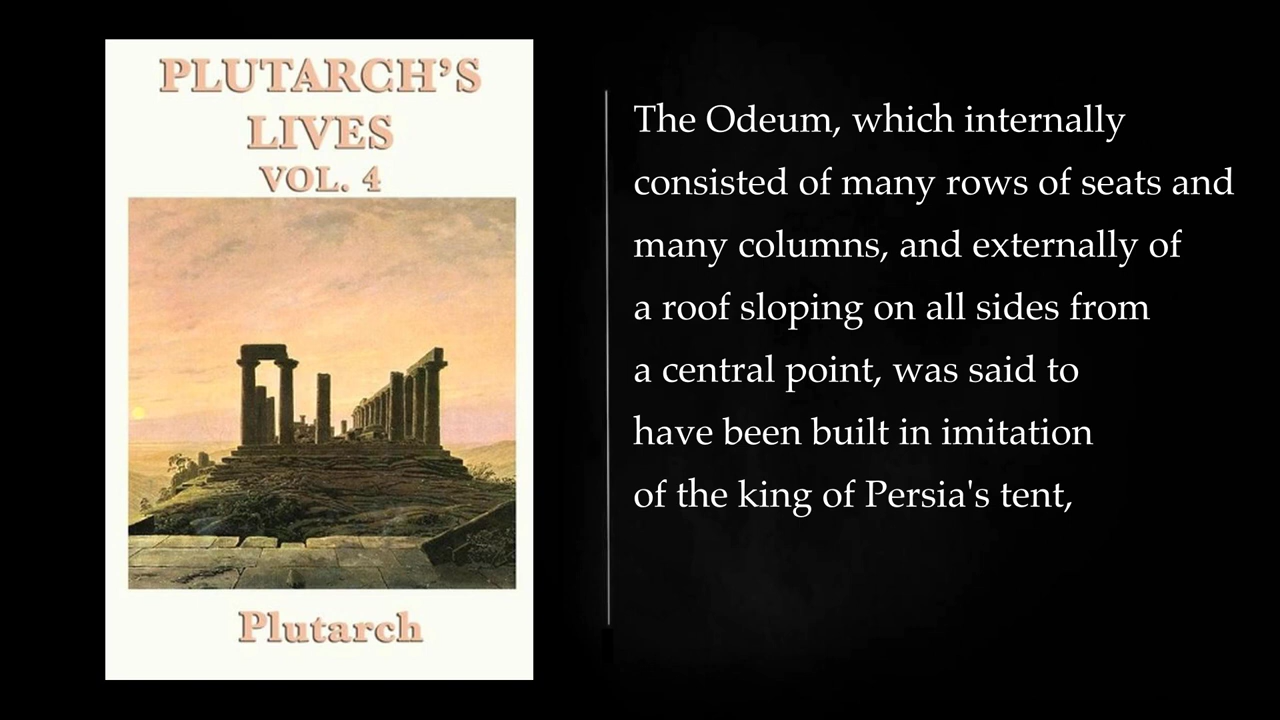 PLUTARCH'S
LIVES
VOL. 4
Plutarch
The Odeum, which internally
consisted of many rows of seats and
many columns, and externally of
a roof sloping on all sides from
a central point, was said to
have been built in imitation
of the king of Persia's tent,